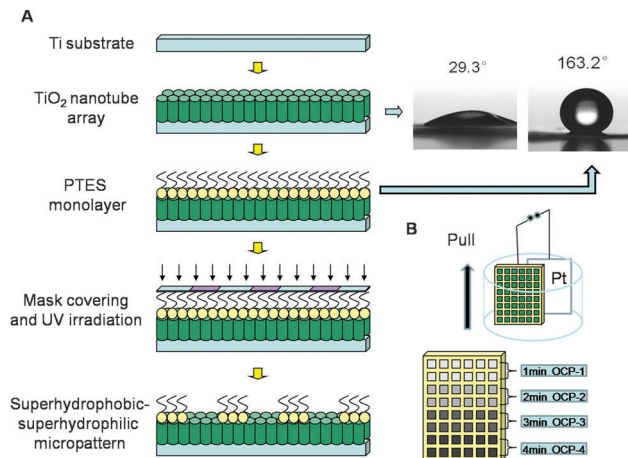 A
Ti substrate
TiO₂ nanotube
array
29.3°
163.2°
PTES
monolayer
Mask covering
and UV irradiation
Superhydrophobic-
superhydrophilic
micropattern
B
Pull
Pt
1min OCP-1
2min OCP-2
3min OCP-3
4min OCP-4